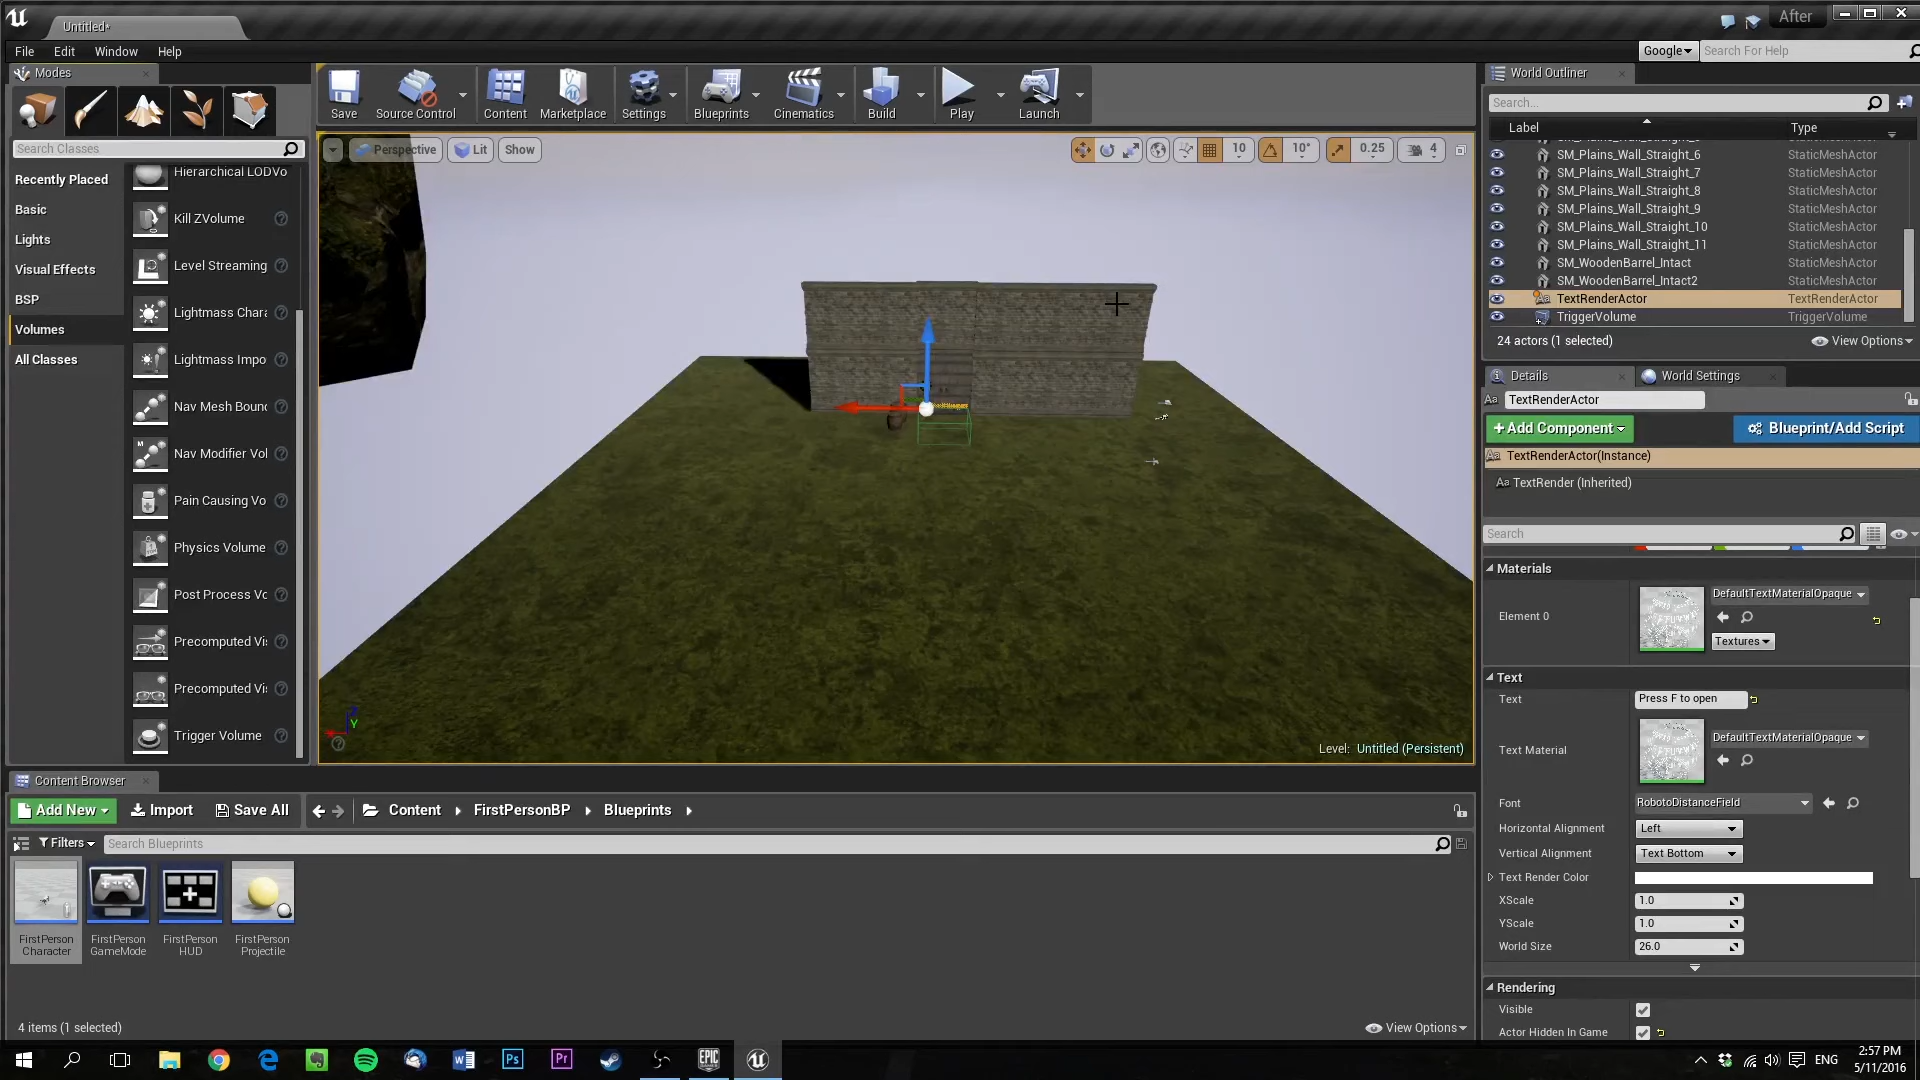 Untitled*
After
File Edit Window Help
Google
Search For Help
Modes
Search Classes
Recently Placed
Basic
Lights
Visual Effects
BSP
Volumes
All Classes
Hierarchical LODVo
Kill ZVolume
Level Streaming
Lightmass Chara
Lightmass Impo
Nav Mesh Boun
Nav Modifier Vol
Pain Causing Vo
Physics Volume
Post Process Vo
Precomputed Vis
Precomputed Vis
Trigger Volume
Save
Source Control
Content
Marketplace
Settings
Blueprints
Cinematics
Build
Play
Launch
Perspective
Lit
Show
10
10°
0.25
4
Level: Untitled (Persistent)
World Outliner
Search...
Label
Type
SM_Plains_Wall_Straight_6 StaticMeshActor
SM_Plains_Wall_Straight_7 StaticMeshActor
SM_Plains_Wall_Straight_8 StaticMeshActor
SM_Plains_Wall_Straight_9 StaticMeshActor
SM_Plains_Wall_Straight_10 StaticMeshActor
SM_Plains_Wall_Straight_11 StaticMeshActor
SM_WoodenBarrel_Intact StaticMeshActor
SM_WoodenBarrel_Intact2 StaticMeshActor
TextRenderActor TextRenderActor
TriggerVolume TriggerVolume
24 actors (1 selected)
View Options
Details
World Settings
TextRenderActor
Add Component
Blueprint/Add Script
TextRenderActor(Instance)
TextRender (Inherited)
Search
Materials
Element 0
DefaultTextMaterialOpaque
Textures
Text
Text Press F to open
Text Material
DefaultTextMaterialOpaque
Font RobotoDistanceField
Horizontal Alignment Left
Vertical Alignment Text Bottom
Text Render Color
XScale 1.0
YScale 1.0
World Size 26.0
Rendering
Visible
Actor Hidden In Game
Content Browser
Add New
Import
Save All
Content
FirstPersonBP
Blueprints
Filters
Search Blueprints
FirstPerson
Character
FirstPerson
GameMode
FirstPerson
HUD
FirstPerson
Projectile
4 items (1 selected)
View Options
ENG
2:57 PM
5/11/2016